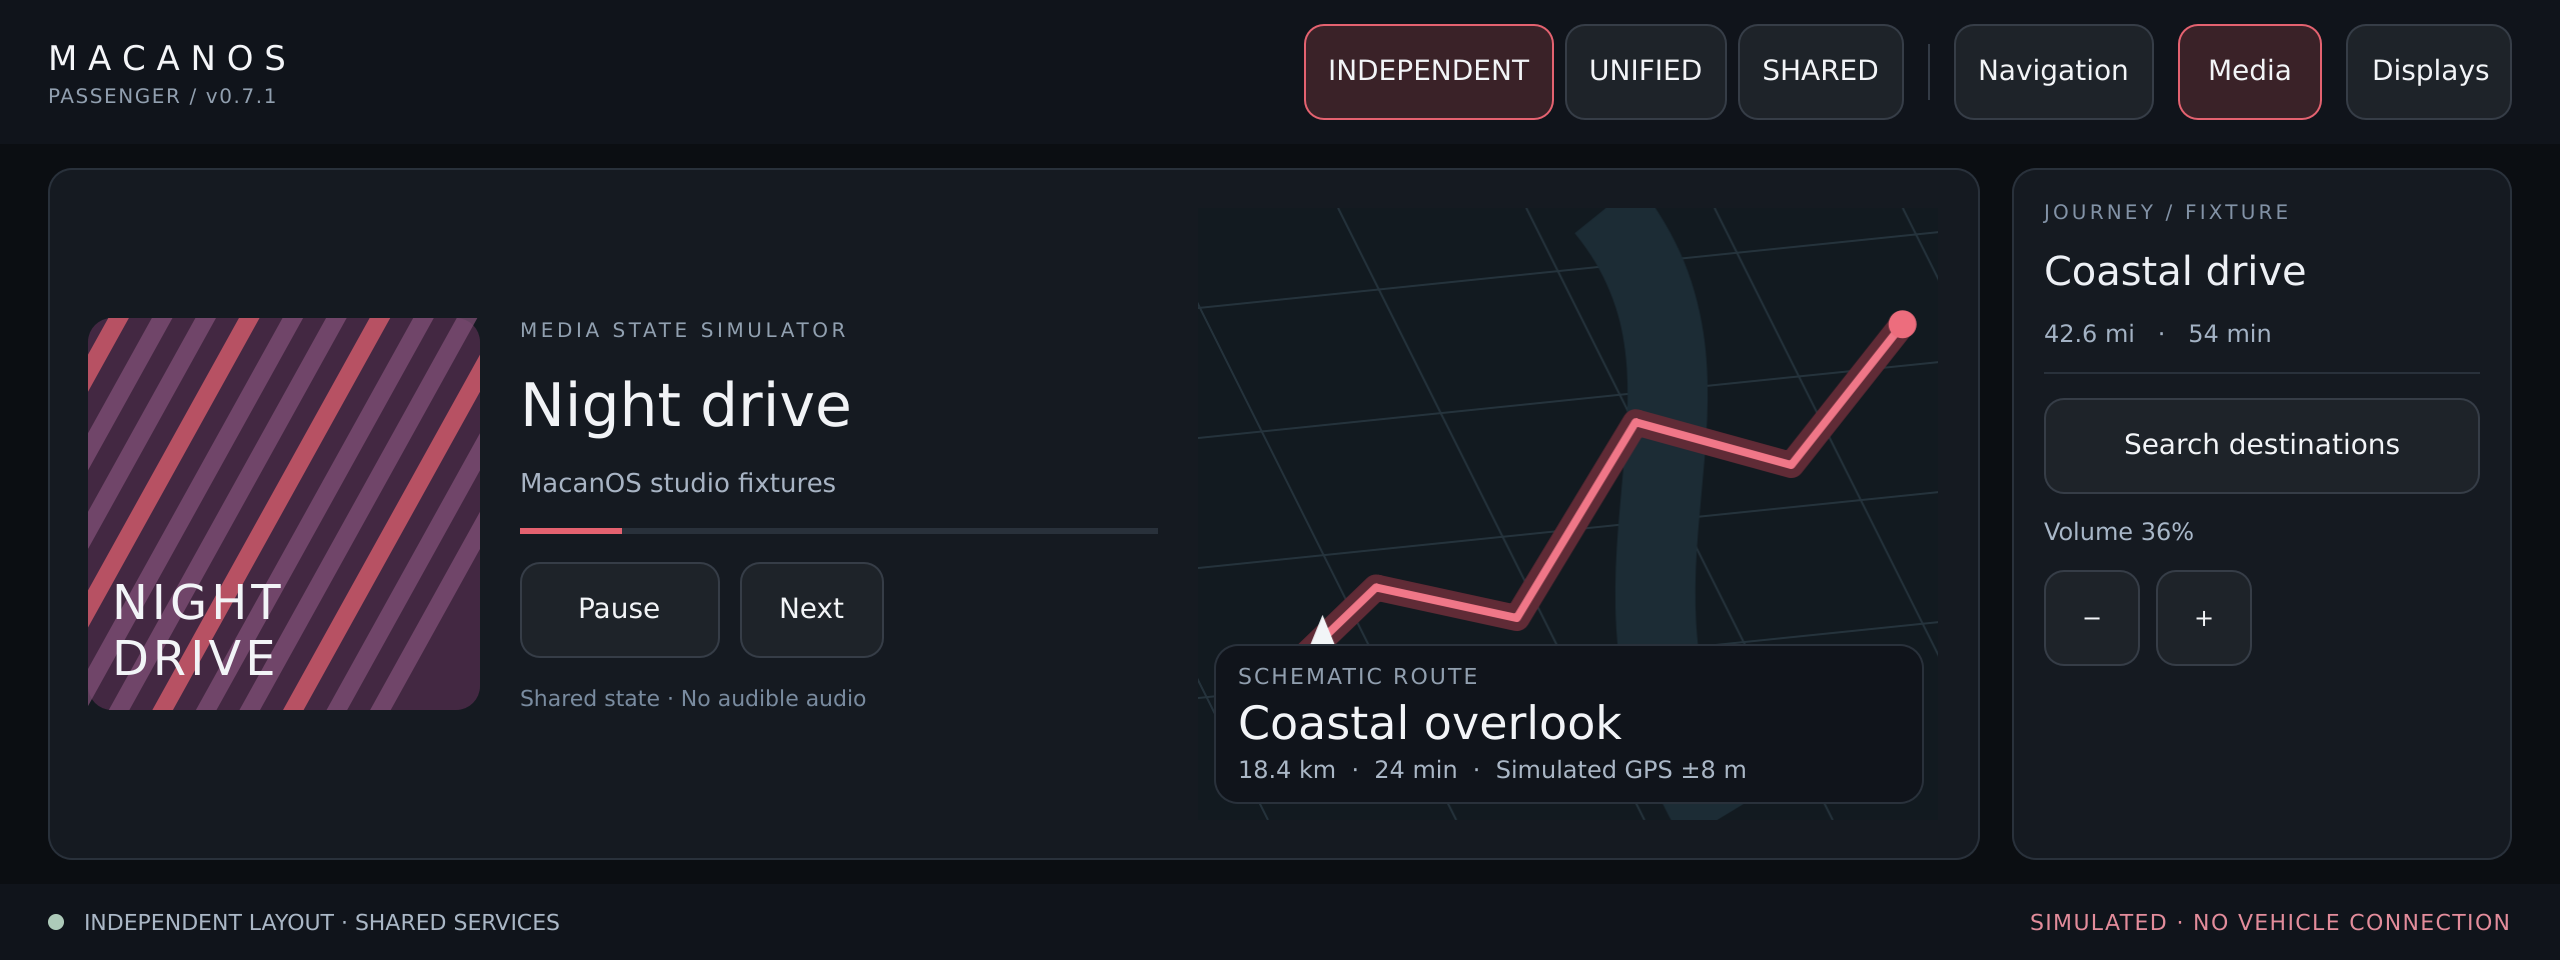 MACANOS
PASSENGER / v0.7.1
INDEPENDENT
UNIFIED
SHARED
Navigation
Media
Displays
NIGHT
DRIVE
MEDIA STATE SIMULATOR
Night drive
MacanOS studio fixtures
Pause
Next
Shared state · No audible audio
SCHEMATIC ROUTE
Coastal overlook
18.4 km · 24 min · Simulated GPS ±8 m
JOURNEY / FIXTURE
Coastal drive
42.6 mi · 54 min
Search destinations
Volume 36%
− +
INDEPENDENT LAYOUT · SHARED SERVICES
SIMULATED · NO VEHICLE CONNECTION